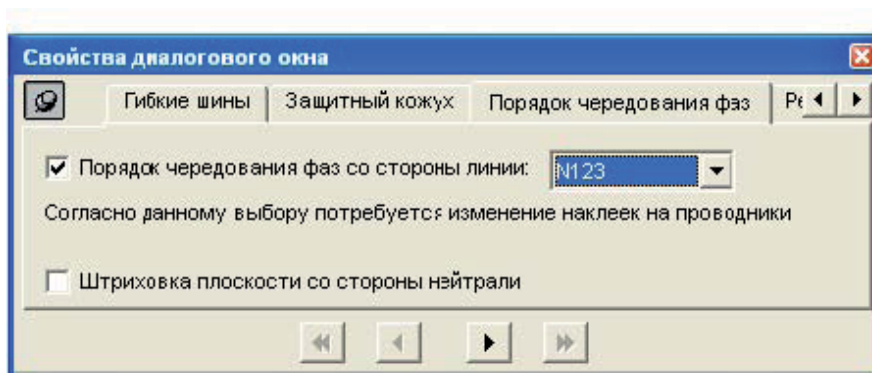 Свойства диалогового окна
Гибкие шины Защитный кожух Порядок чередования фаз Ре
Порядок чередования фаз со стороны линии: N123
Согласно данному выбору потребуется изменение наклеек на проводники
Штриховка плоскости со стороны нейтрали